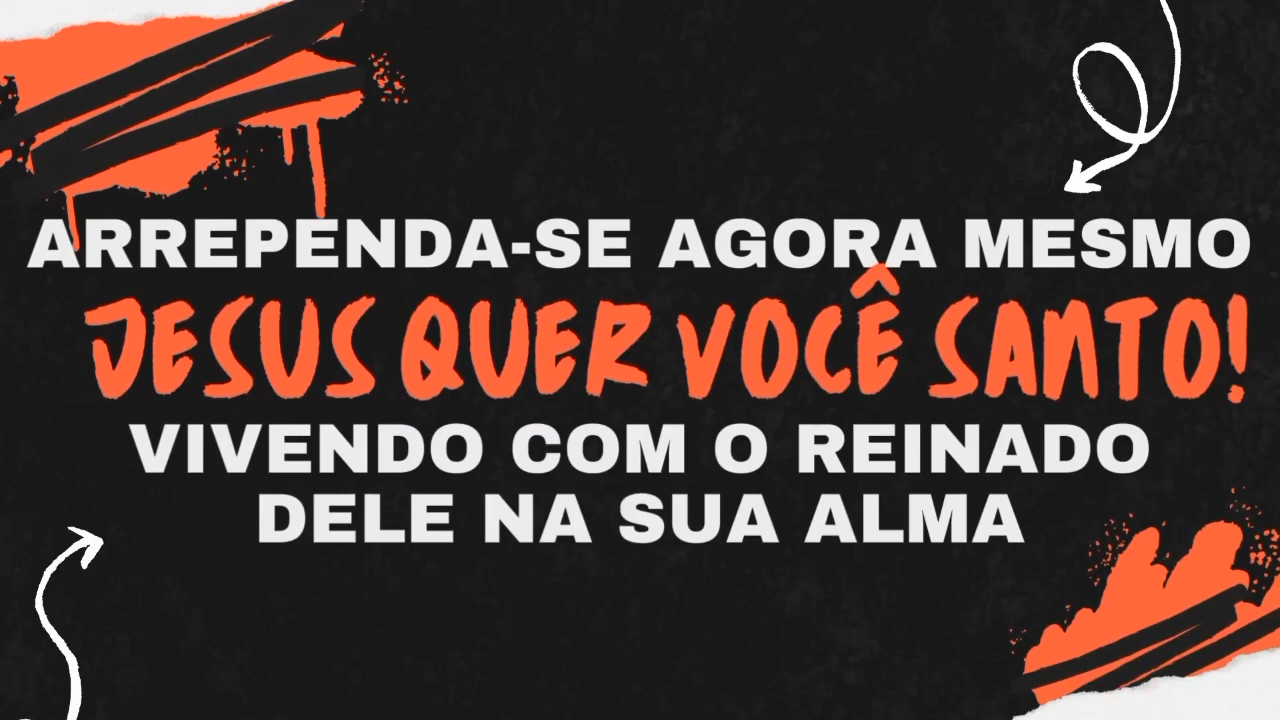 ARREPENDA-SE AGORA MESMO
JESUS QUER VOCÊ SANTO!
VIVENDO COM O REINADO
DELE NA SUA ALMA